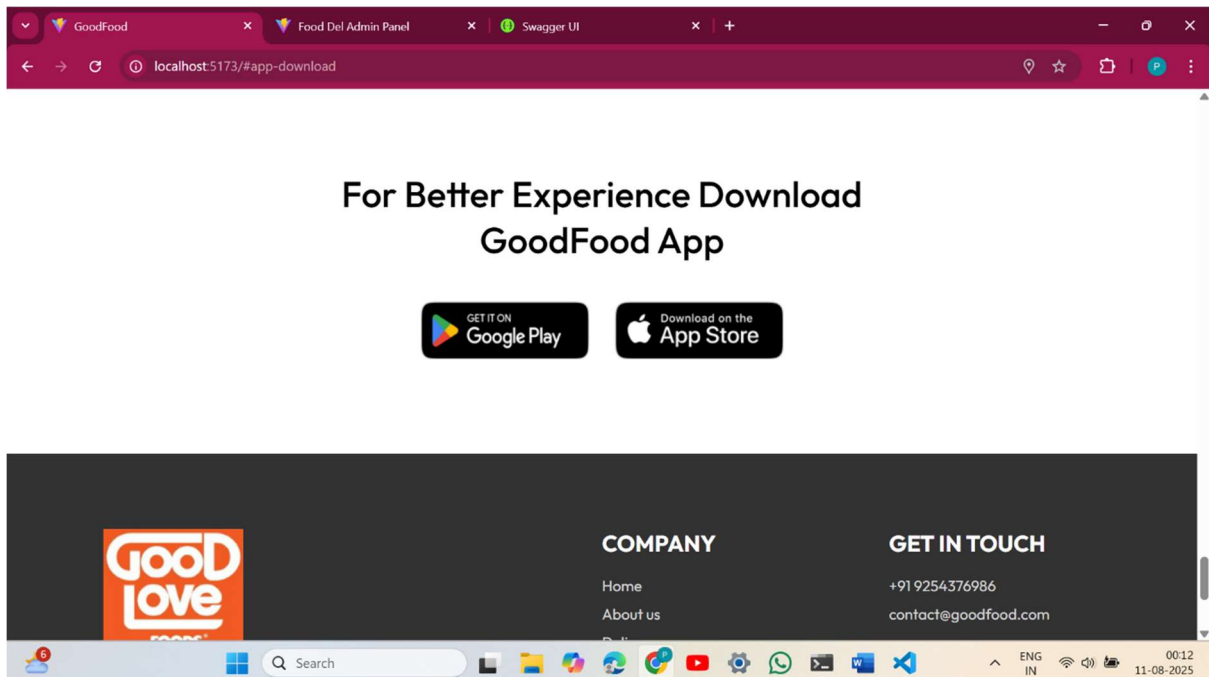 GoodFood
Food Del Admin Panel
Swagger UI
localhost:5173/#app-download
P
For Better Experience Download
GoodFood App
GET IT ON
Google Play
Download on the
App Store
GOOD
LOVE
FOODS®
COMPANY
Home
About us
GET IN TOUCH
+91 9254376986
contact@goodfood.com
6
Search
P
ENG
IN
00:12
11-08-2025